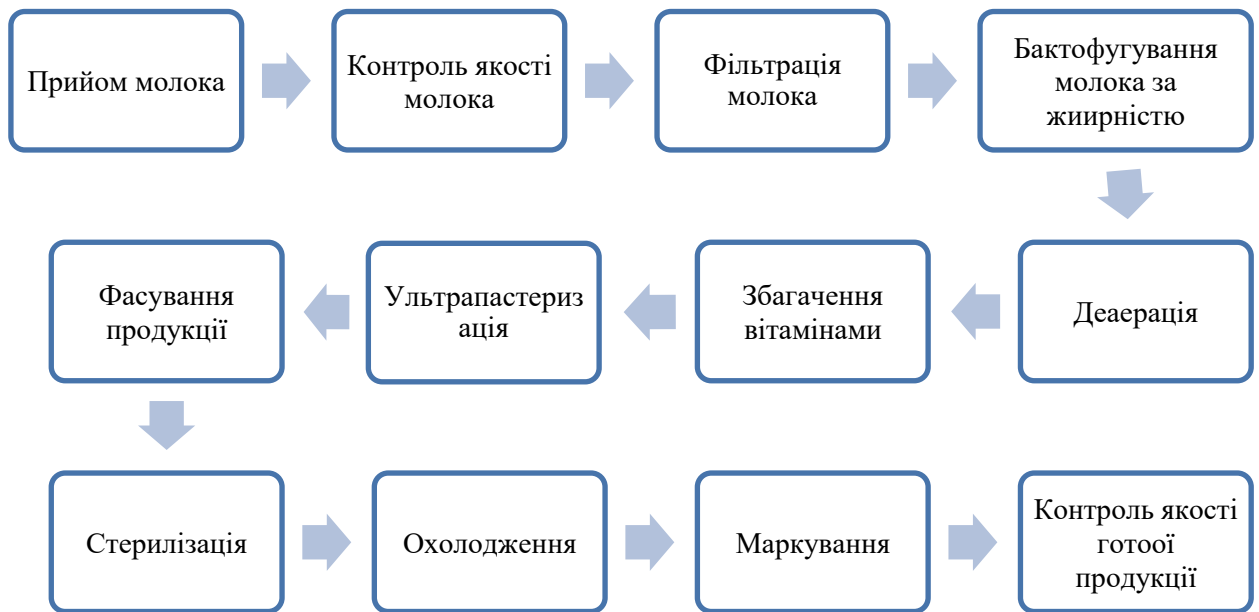 Прийом молока
Контроль якості
молока
Фільтрація
молока
Бактофугування
молока за
жиирністю
Деаерація
Збагачення
вітамінами
Ультрапастериз
ація
Фасування
продукції
Стерилізація
Охолодження
Маркування
Контроль якості
готоої
продукції